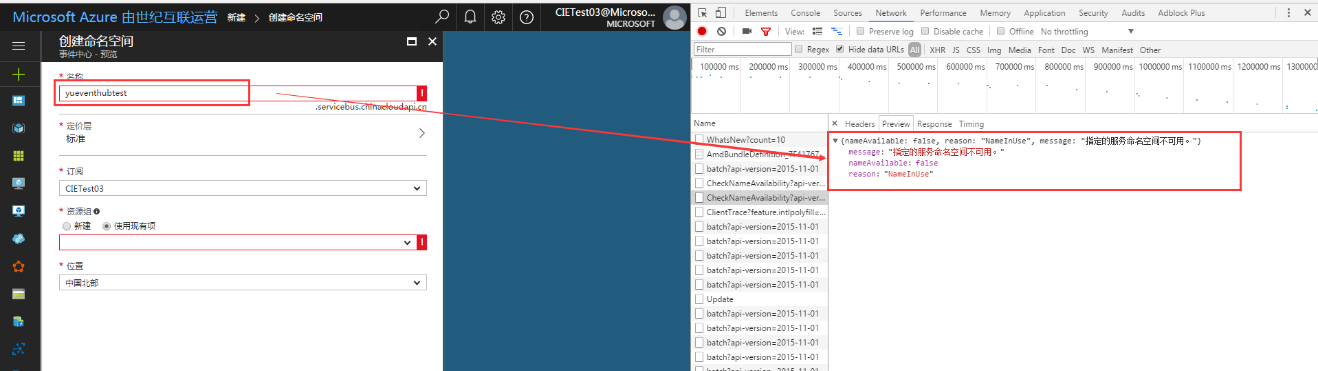 Microsoft Azure 由世纪互联运营 新建 > 创建命名空间
CIETest03@Microso...
MICROSOFT
创建命名空间
事件中心 - 预览
* 名称
yueventhubtest
.servicebus.chinacloudapi.cn
* 定价层
标准
* 订阅
CIETest03
* 资源组
新建 使用现有项
* 位置
中国北部
Elements Console Sources Network Performance Memory Application Security Audits Adblock Plus
View: Preserve log Disable cache Offline No throttling
Filter Regex Hide data URLs All XHR JS CSS Img Media Font Doc WS Manifest Other
100000 ms 200000 ms 300000 ms 400000 ms 500000 ms 600000 ms 700000 ms 800000 ms 900000 ms 1000000 ms 1100000 ms 1200000 ms 1300000
Name
WhatsNew?count=10
batch?api-version=2015-11-01
CheckNameAvailability?api-ver...
CheckNameAvailability?api-ver...
ClientTrace?feature.intlpolyfill=...
batch?api-version=2015-11-01
batch?api-version=2015-11-01
batch?api-version=2015-11-01
batch?api-version=2015-11-01
batch?api-version=2015-11-01
Update
batch?api-version=2015-11-01
batch?api-version=2015-11-01
batch?api-version=2015-11-01
batch?api-version=2015-11-01
batch?api-version=2015-11-01
× Headers Preview Response Timing
{nameAvailable: false, reason: "NameInUse", message: "指定的服务命名空间不可用。"}
message: "指定的服务命名空间不可用。"
nameAvailable: false
reason: "NameInUse"